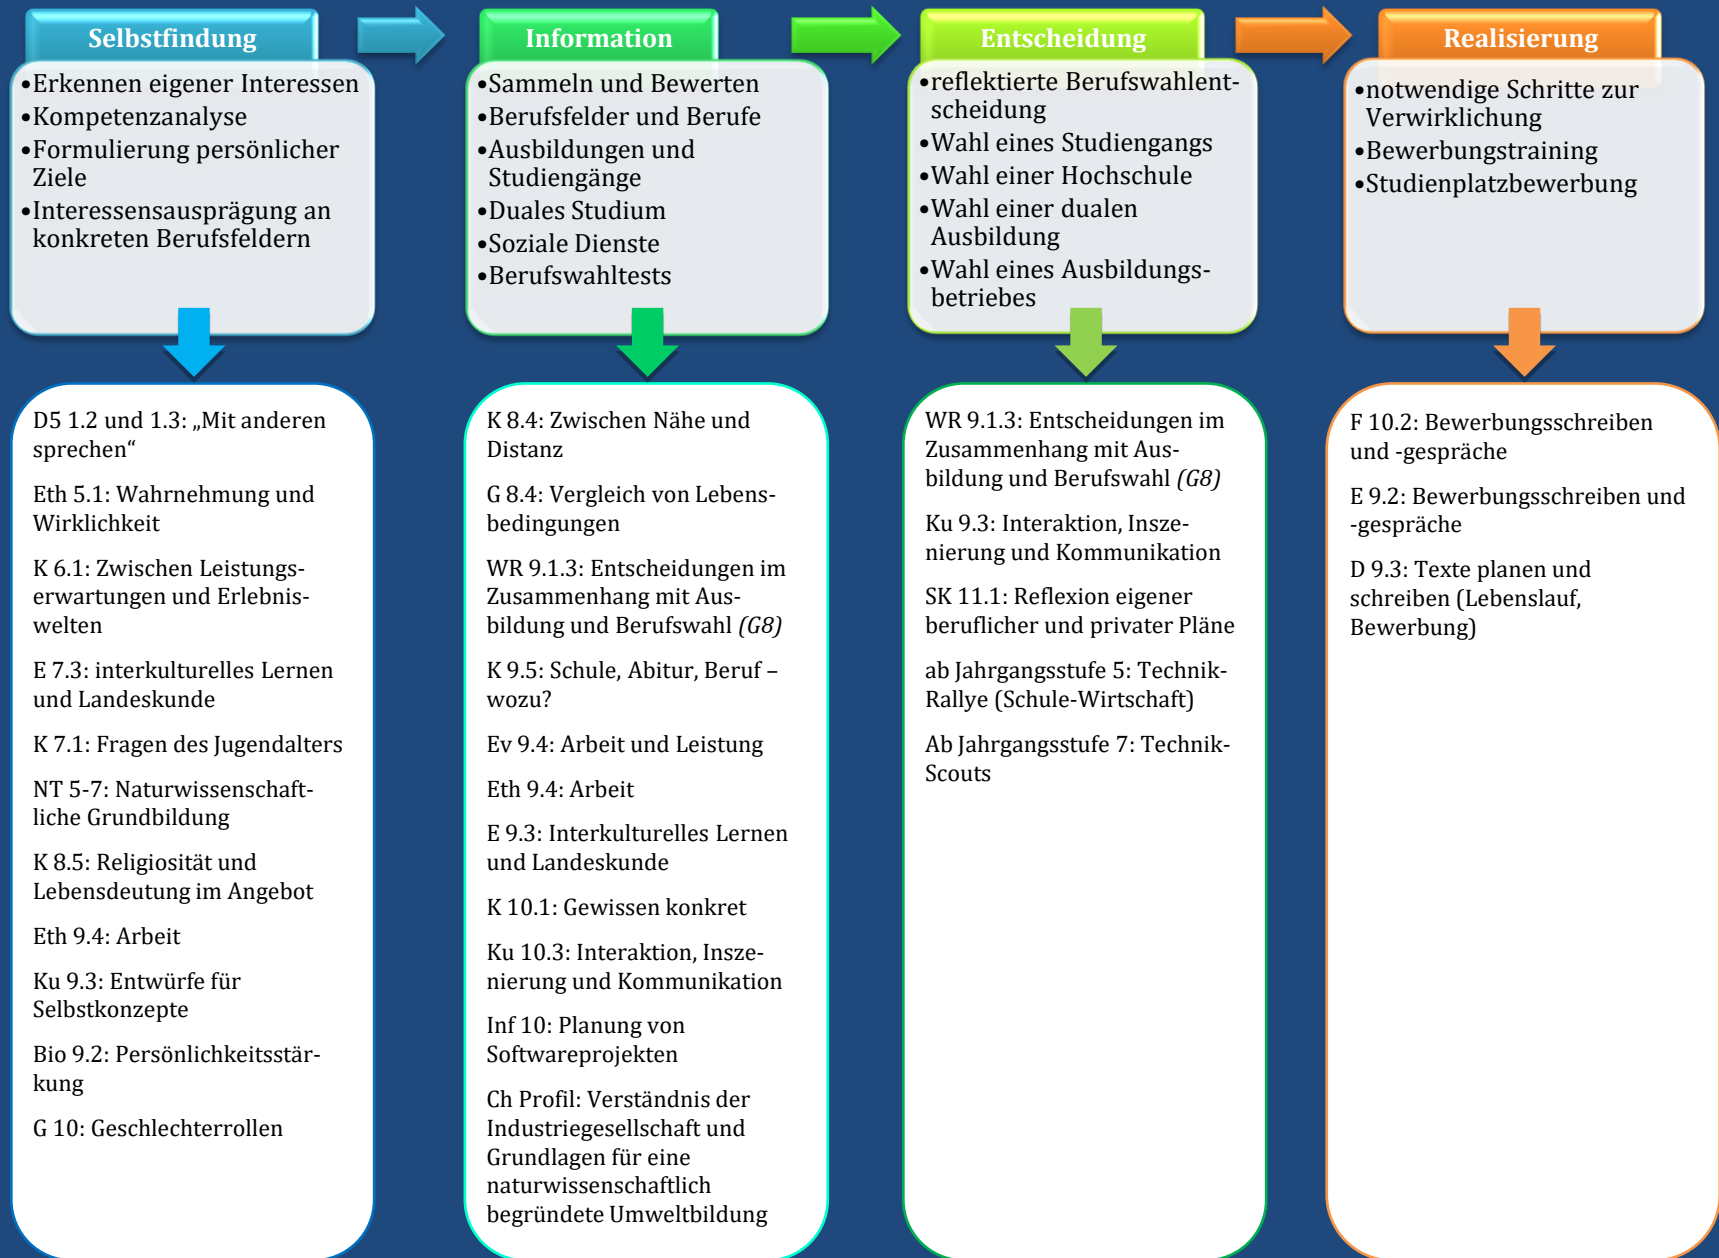 Selbstfindung
•Erkennen eigener Interessen
•Kompetenzanalyse
•Formulierung persönlicher
Ziele
•Interessensausprägung an
konkreten Berufsfeldern
D5 1.2 und 1.3: „Mit anderen
sprechen“
Eth 5.1: Wahrnehmung und
Wirklichkeit
K 6.1: Zwischen Leistungs-
erwartungen und Erlebnis-
welten
E 7.3: interkulturelles Lernen
und Landeskunde
K 7.1: Fragen des Jugendalters
NT 5-7: Naturwissenschaft-
liche Grundbildung
K 8.5: Religiosität und
Lebensdeutung im Angebot
Eth 9.4: Arbeit
Ku 9.3: Entwürfe für
Selbstkonzepte
Bio 9.2: Persönlichkeitsstär-
kung
G 10: Geschlechterrollen
Information
•Sammeln und Bewerten
•Berufsfelder und Berufe
•Ausbildungen und
Studiengänge
•Duales Studium
•Soziale Dienste
•Berufswahltests
K 8.4: Zwischen Nähe und
Distanz
G 8.4: Vergleich von Lebens-
bedingungen
WR 9.1.3: Entscheidungen im
Zusammenhang mit Aus-
bildung und Berufswahl (G8)
K 9.5: Schule, Abitur, Beruf –
wozu?
Ev 9.4: Arbeit und Leistung
Eth 9.4: Arbeit
E 9.3: Interkulturelles Lernen
und Landeskunde
K 10.1: Gewissen konkret
Ku 10.3: Interaktion, Insze-
nierung und Kommunikation
Inf 10: Planung von
Softwareprojekten
Ch Profil: Verständnis der
Industriegesellschaft und
Grundlagen für eine
naturwissenschaftlich
begründete Umweltbildung
Entscheidung
•reflektierte Berufswahlent-
scheidung
•Wahl eines Studiengangs
•Wahl einer Hochschule
•Wahl einer dualen
Ausbildung
•Wahl eines Ausbildungs-
betriebes
WR 9.1.3: Entscheidungen im
Zusammenhang mit Aus-
bildung und Berufswahl (G8)
Ku 9.3: Interaktion, Insze-
nierung und Kommunikation
SK 11.1: Reflexion eigener
beruflicher und privater Pläne
ab Jahrgangsstufe 5: Technik-
Rallye (Schule-Wirtschaft)
Ab Jahrgangsstufe 7: Technik-
Scouts
Realisierung
•notwendige Schritte zur
Verwirklichung
•Bewerbungstraining
•Studienplatzbewerbung
F 10.2: Bewerbungsschreiben
und -gespräche
E 9.2: Bewerbungsschreiben und
-gespräche
D 9.3: Texte planen und
schreiben (Lebenslauf,
Bewerbung)